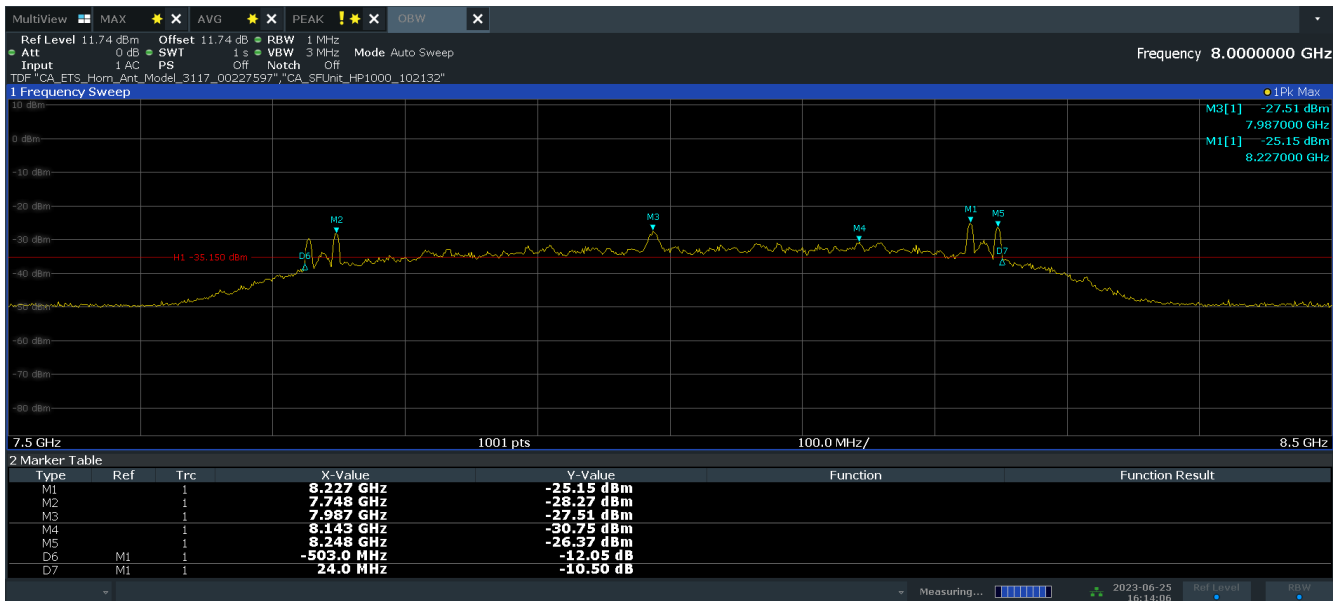 MultiView MAX AVG PEAK ! OBW
Ref Level 11.74 dBm Offset 11.74 dB RBW 1 MHz
Att 0 dB SWT 1 s VBW 3 MHz Mode Auto Sweep
Frequency 8.0000000 GHz
Input 1 AC PS Off Notch Off
TDF "CA_ETS_Horn_Ant_Model_3117_00227597","CA_SFUnit_HP1000_102132"
1 Frequency Sweep 1Pk Max
10 dBm
M3[1] -27.51 dBm
7.987000 GHz
0 dBm
M1[1] -25.15 dBm
8.227000 GHz
-10 dBm
-20 dBm
M2 M3 M4 M1 M5
-30 dBm
H1 -35.150 dBm D6 D7
-40 dBm
-50 dBm
-60 dBm
-70 dBm
-80 dBm
7.5 GHz 1001 pts 100.0 MHz/ 8.5 GHz
2 Marker Table
Type Ref Trc X-Value Y-Value Function Function Result
M1 1 8.227 GHz -25.15 dBm
M2 1 7.748 GHz -28.27 dBm
M3 1 7.987 GHz -27.51 dBm
M4 1 8.143 GHz -30.75 dBm
M5 1 8.248 GHz -26.37 dBm
D6 M1 1 -503.0 MHz -12.05 dB
D7 M1 1 24.0 MHz -10.50 dB
Measuring... 2023-06-25 Ref Level RBW
16:14:06